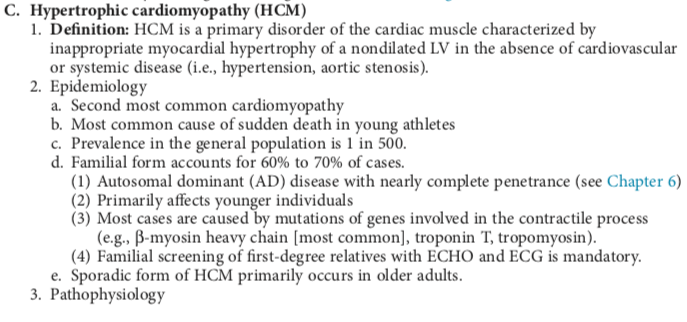 C. Hypertrophic cardiomyopathy (HCM)
1. Definition: HCM is a primary disorder of the cardiac muscle characterized by
inappropriate myocardial hypertrophy of a nondilated LV in the absence of cardiovascular
or systemic disease (i.e., hypertension, aortic stenosis).
2. Epidemiology
a. Second most common cardiomyopathy
b. Most common cause of sudden death in young athletes
c. Prevalence in the general population is 1 in 500.
d. Familial form accounts for 60% to 70% of cases.
(1) Autosomal dominant (AD) disease with nearly complete penetrance (see Chapter 6)
(2) Primarily affects younger individuals
(3) Most cases are caused by mutations of genes involved in the contractile process
(e.g., β-myosin heavy chain [most common], troponin T, tropomyosin).
(4) Familial screening of first-degree relatives with ECHO and ECG is mandatory.
e. Sporadic form of HCM primarily occurs in older adults.
3. Pathophysiology